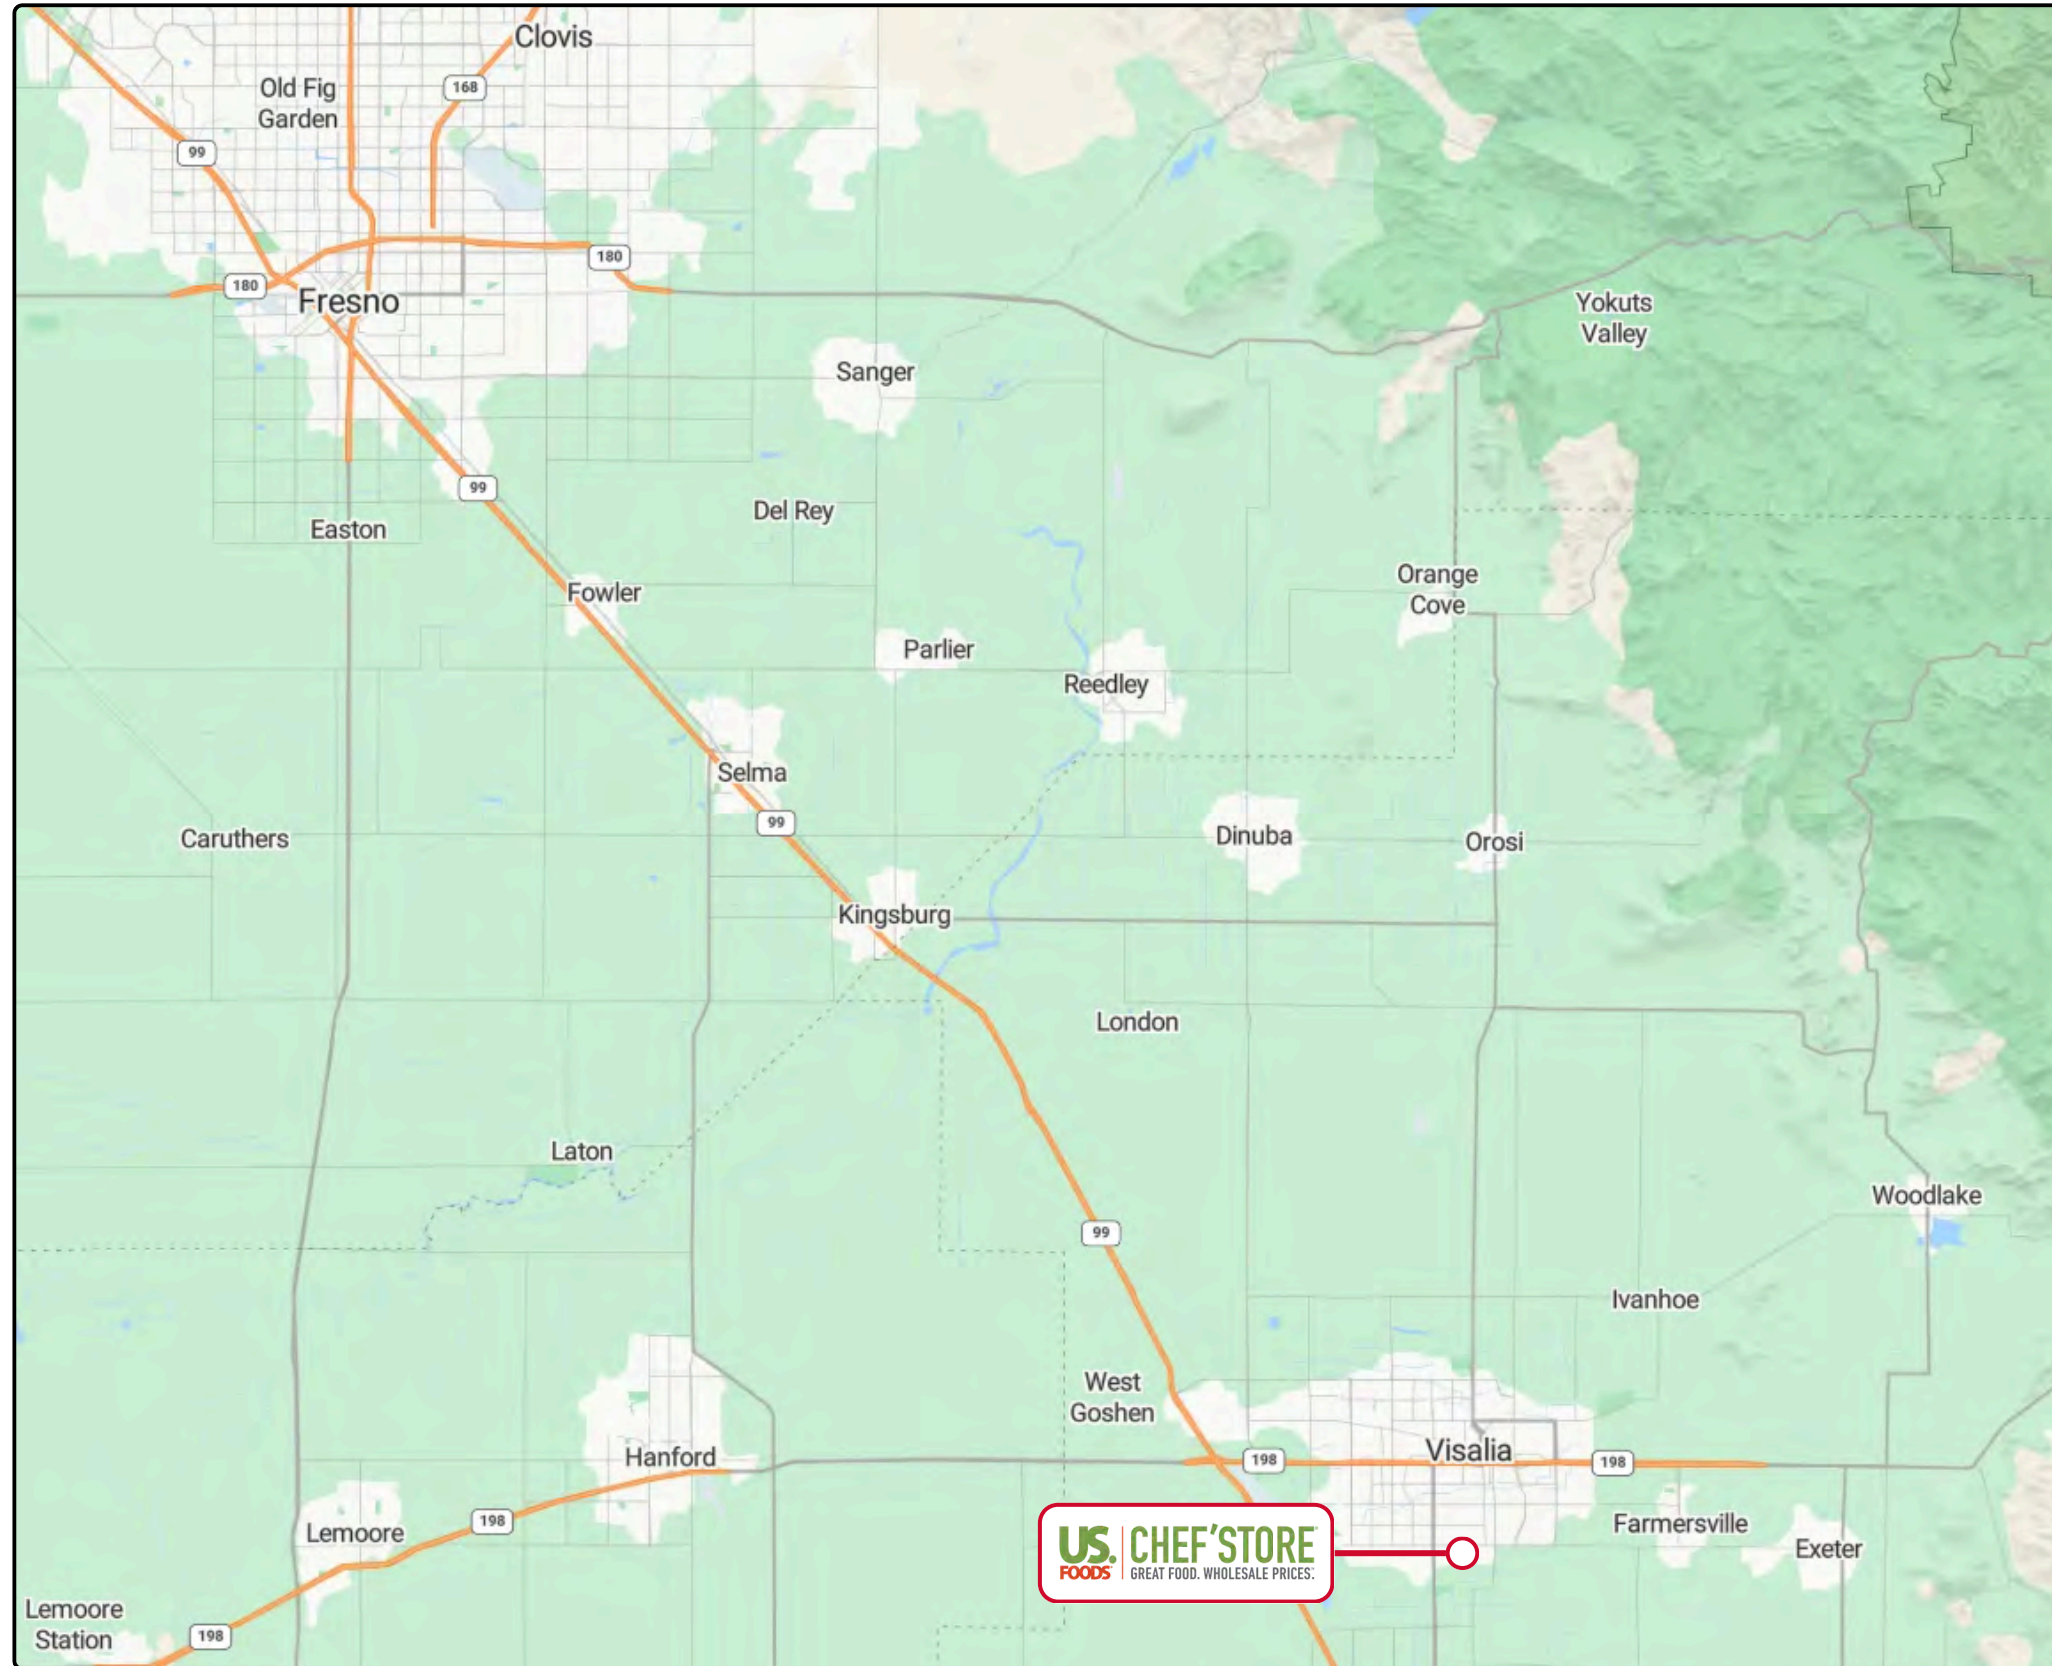 Clovis
Old Fig
Garden
168
99
180
180
Fresno
Yokuts
Valley
Sanger
99
Del Rey
Easton
Orange
Cove
Fowler
Parlier
Reedley
Selma
99
Caruthers
Dinuba
Orosi
Kingsburg
London
Laton
Woodlake
99
Ivanhoe
West
Goshen
Hanford
198
Visalia
198
198
Lemoore
Farmersville
Exeter
US.
FOODS
CHEF'STORE
GREAT FOOD. WHOLESALE PRICES.
Lemoore
Station
198